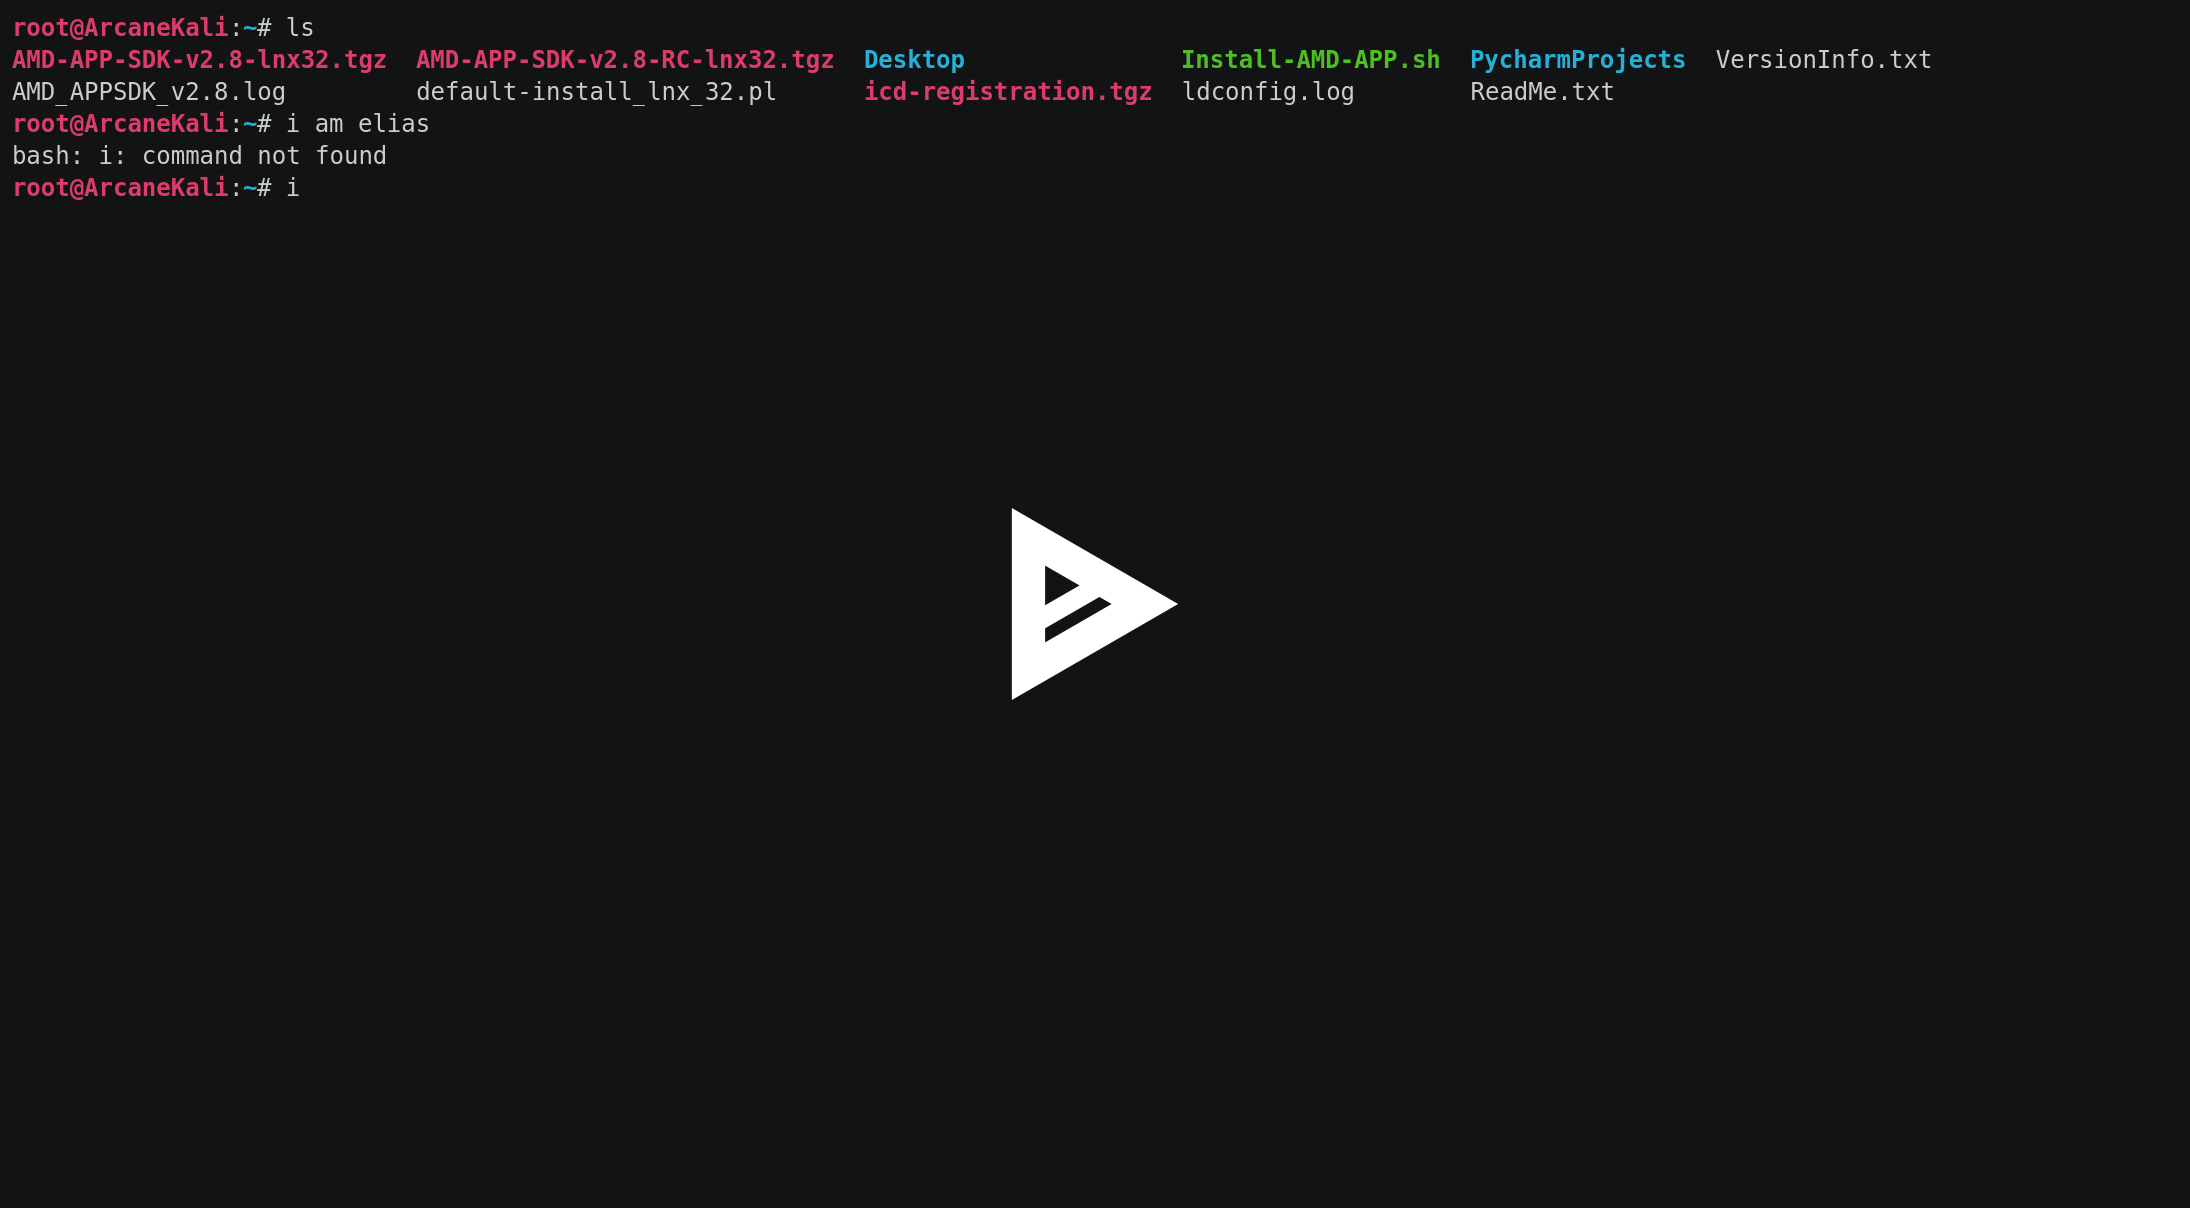 root@ArcaneKali:~# ls
AMD-APP-SDK-v2.8-lnx32.tgz  AMD-APP-SDK-v2.8-RC-lnx32.tgz  Desktop               Install-AMD-APP.sh  PycharmProjects  VersionInfo.txt
AMD_APPSDK_v2.8.log         default-install_lnx_32.pl      icd-registration.tgz  ldconfig.log        ReadMe.txt
root@ArcaneKali:~# i am elias
bash: i: command not found
root@ArcaneKali:~# i